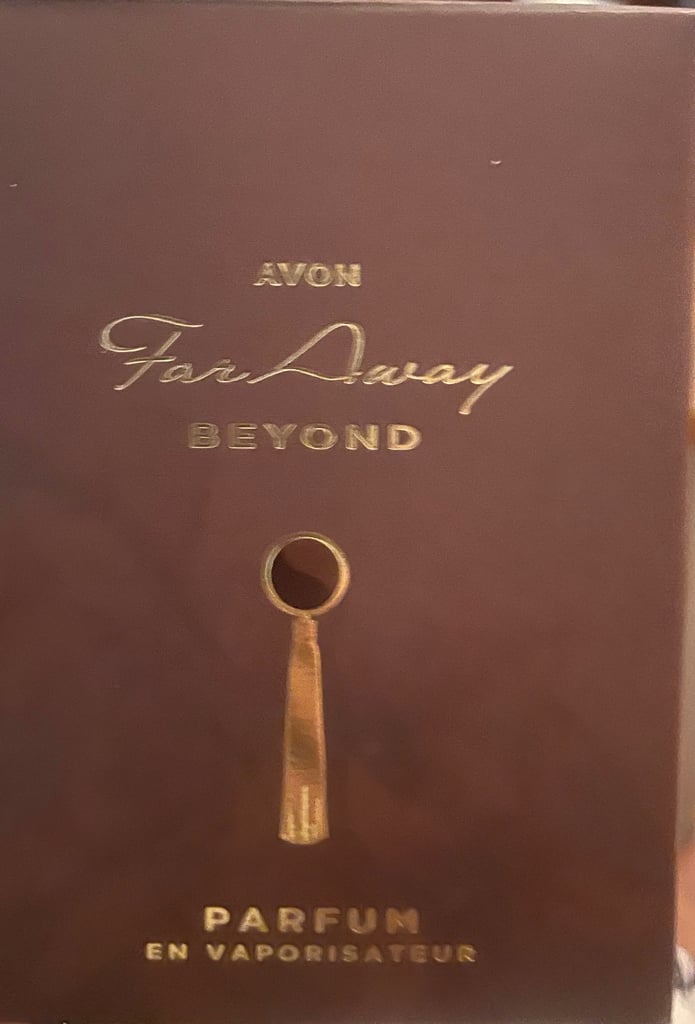 AVON
Far Away
BEYOND
PARFUM
EN VAPORISATEUR